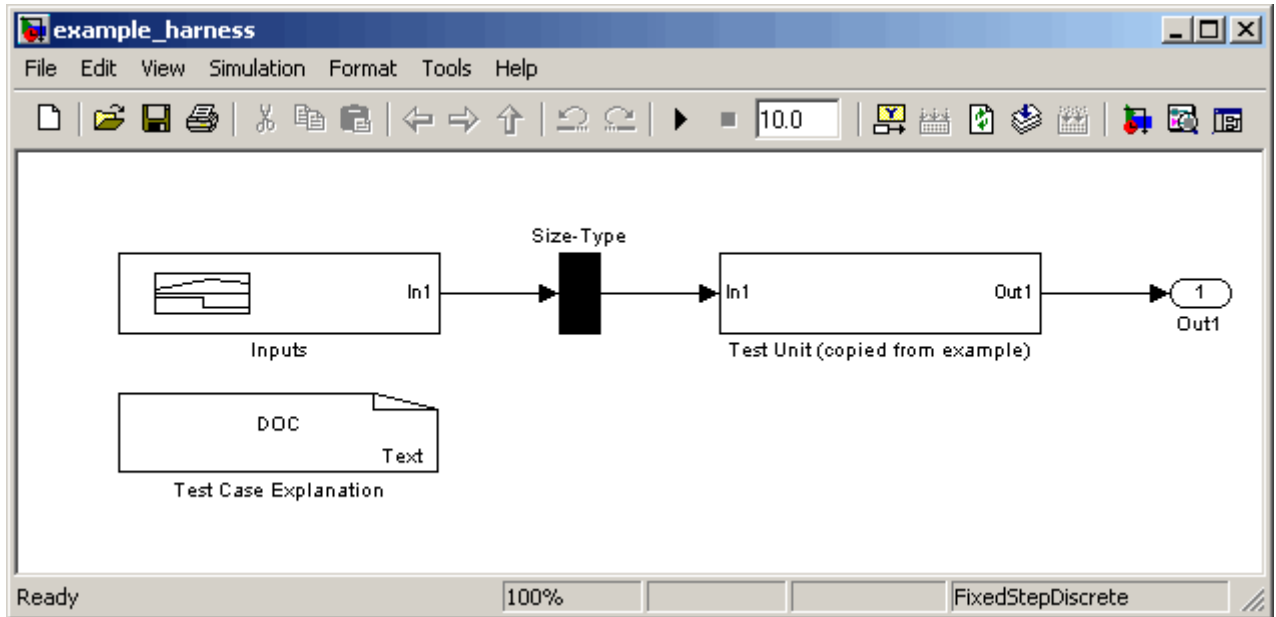 example_harness
File Edit View Simulation Format Tools Help
10.0
Size-Type
In1 In1 Out1 1
Out1
Inputs Test Unit (copied from example)
DOC
Text
Test Case Explanation
Ready 100% FixedStepDiscrete